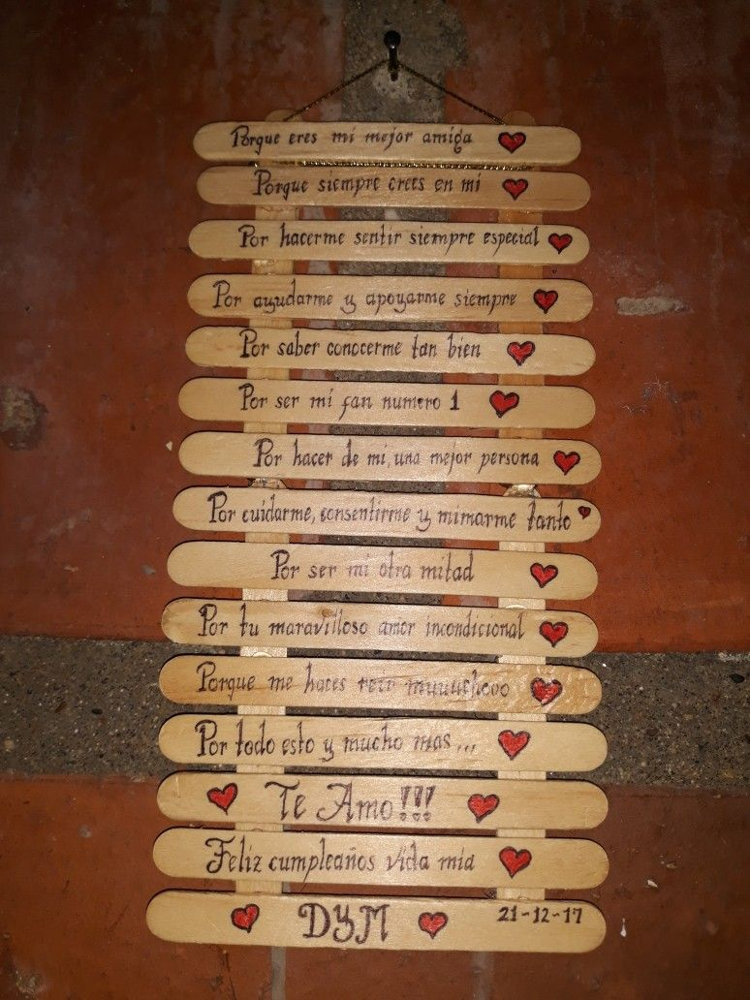 Porque eres mi mejor amiga
Porque siempre crees en mi
Por hacerme sentir siempre especial
Por ayudarme y apoyarme siempre
Por saber conocerme tan bien
Por ser mi fan numero 1
Por hacer de mi, una mejor persona
Por cuidarme, consentirme y mimarme tanto
Por ser mi otra mitad
Por tu maravilloso amor incondicional
Porque me haces reir muuuchooo
Por todo esto y mucho mas...
Te Amo!!!
Feliz cumpleaños vida mia
DYM 21-12-17